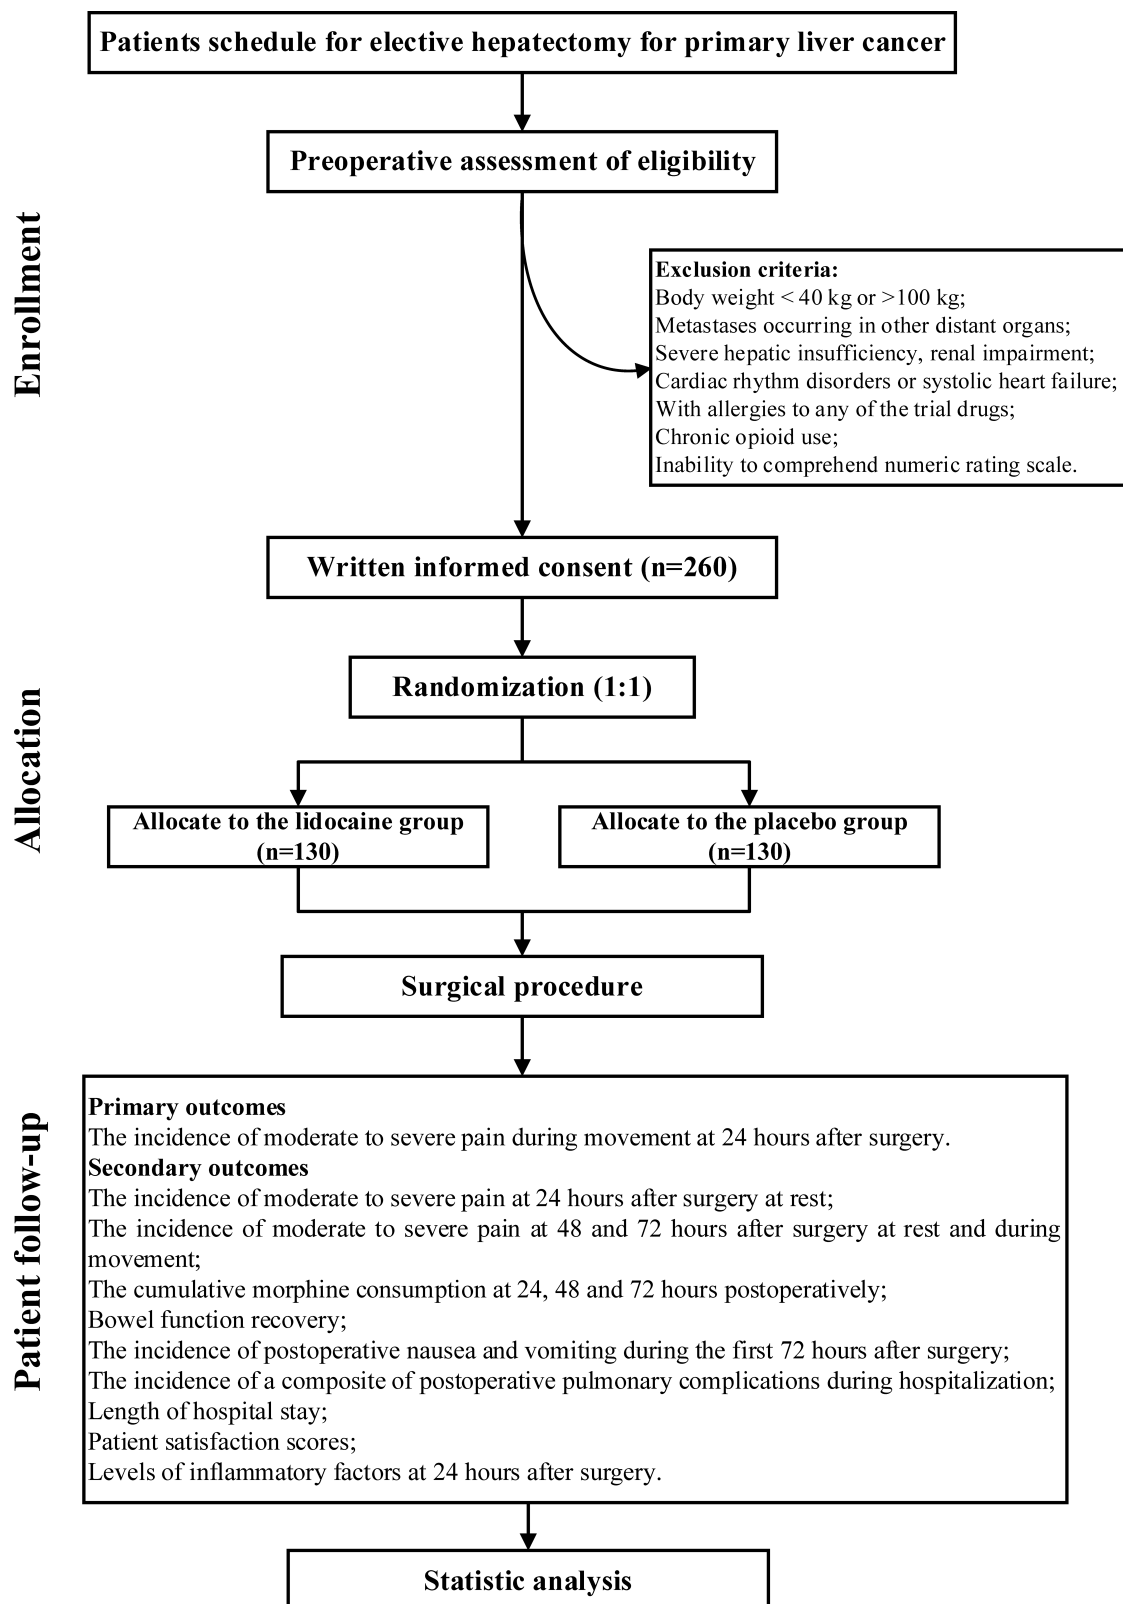 Patients schedule for elective hepatectomy for primary liver cancer
Preoperative assessment of eligibility
Enrollment
Exclusion criteria:
Body weight < 40 kg or >100 kg;
Metastases occurring in other distant organs;
Severe hepatic insufficiency, renal impairment;
Cardiac rhythm disorders or systolic heart failure;
With allergies to any of the trial drugs;
Chronic opioid use;
Inability to comprehend numeric rating scale.
Written informed consent (n=260)
Allocation
Randomization (1:1)
Allocate to the lidocaine group
(n=130)
Allocate to the placebo group
(n=130)
Surgical procedure
Patient follow-up
Primary outcomes
The incidence of moderate to severe pain during movement at 24 hours after surgery.
Secondary outcomes
The incidence of moderate to severe pain at 24 hours after surgery at rest;
The incidence of moderate to severe pain at 48 and 72 hours after surgery at rest and during
movement;
The cumulative morphine consumption at 24, 48 and 72 hours postoperatively;
Bowel function recovery;
The incidence of postoperative nausea and vomiting during the first 72 hours after surgery;
The incidence of a composite of postoperative pulmonary complications during hospitalization;
Length of hospital stay;
Patient satisfaction scores;
Levels of inflammatory factors at 24 hours after surgery.
Statistic analysis